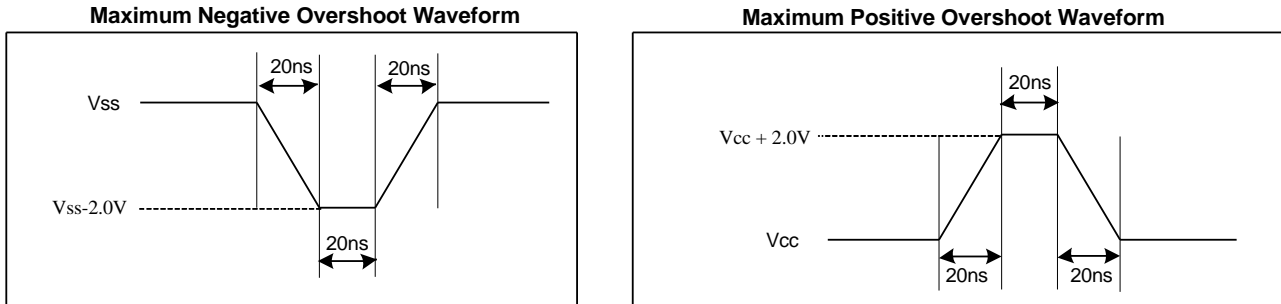 Maximum Negative Overshoot Waveform
20ns
20ns
Vss
Vss-2.0V
20ns
Maximum Positive Overshoot Waveform
20ns
Vcc + 2.0V
Vcc
20ns
20ns